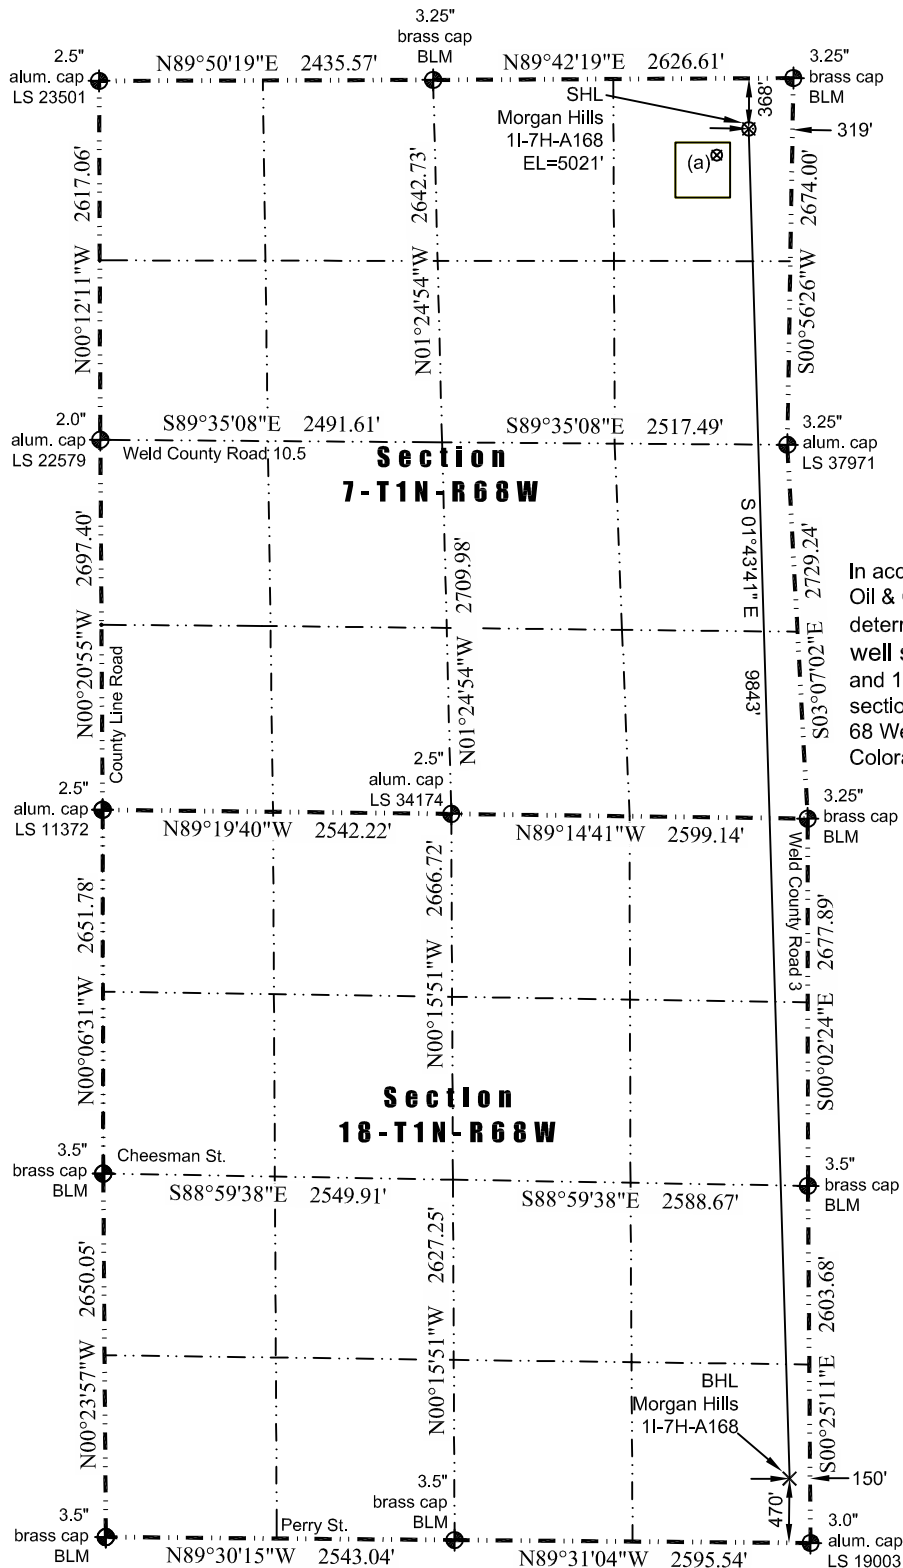 3.25"
brass cap
BLM
2.5"
alum. cap
LS 23501
N89°50'19"E 2435.57'
N89°42'19"E 2626.61'
3.25"
brass cap
BLM
SHL
Morgan Hills
1I-7H-A168
EL=5021'
368'
319'
(a)
2617.06'
N00°12'11"W
2642.73'
N01°24'54"W
2674.00'
S00°56'26"W
2.0"
alum. cap
LS 22579
S89°35'08"E 2491.61'
S89°35'08"E 2517.49'
3.25"
alum. cap
LS 37971
Weld County Road 10.5
Section
7-T1N-R68W
S 01°43'41" E
9843'
2697.40'
N00°20'55"W
County Line Road
2709.98'
N01°24'54"W
2729.24'
S03°07'02"E
In acc
Oil &
determ
well s
and 1
sectio
68 We
Colora
2.5"
alum. cap
LS 11372
2.5"
alum. cap
LS 34174
N89°19'40"W 2542.22'
N89°14'41"W 2599.14'
3.25"
brass cap
BLM
Weld County Road 3
2651.78'
N00°06'31"W
2666.72'
N00°15'51"W
2677.89'
S00°02'24"E
Section
18-T1N-R68W
3.5"
brass cap
BLM
Cheesman St.
S88°59'38"E 2549.91'
S88°59'38"E 2588.67'
3.5"
brass cap
BLM
2650.05'
N00°23'57"W
2627.25'
N00°15'51"W
2603.68'
S00°25'11"E
BHL
Morgan Hills
1I-7H-A168
150'
470'
3.5"
brass cap
BLM
Perry St.
3.5"
brass cap
BLM
N89°30'15"W 2543.04'
N89°31'04"W 2595.54'
3.0"
alum. cap
LS 19003